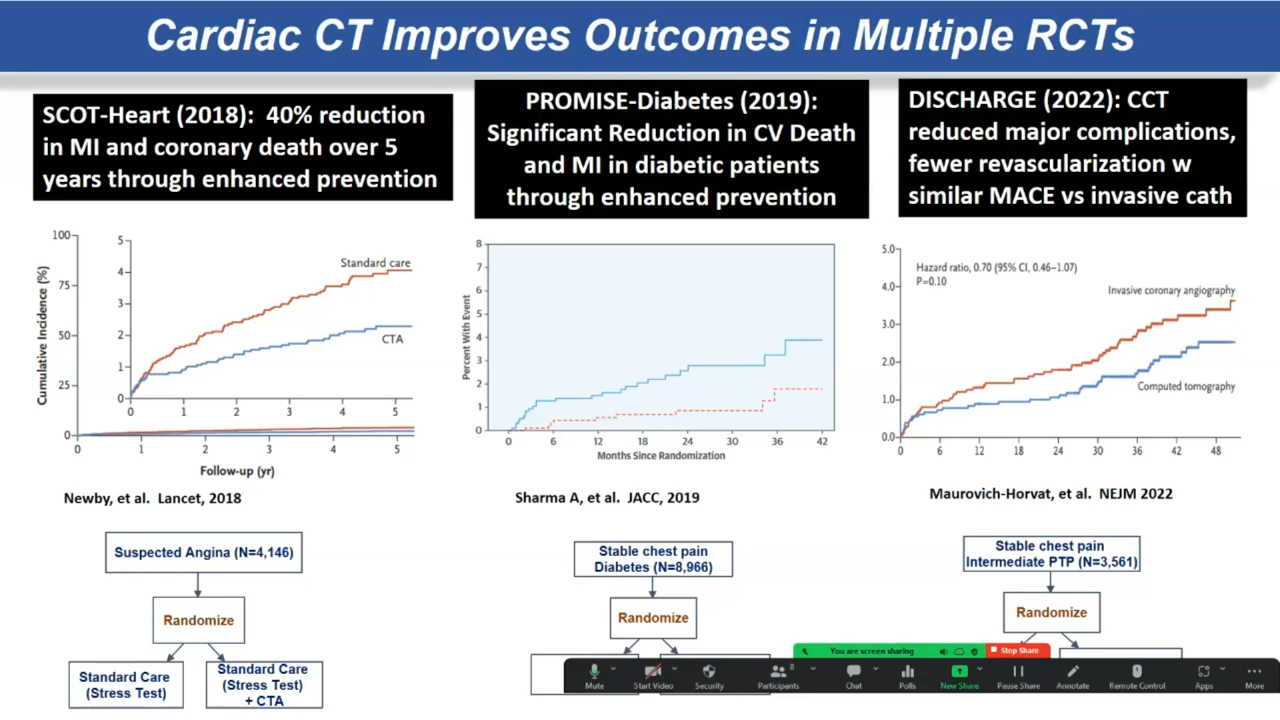 Cardiac CT Improves Outcomes in Multiple RCTs
SCOT-Heart (2018): 40% reduction
in MI and coronary death over 5
years through enhanced prevention
PROMISE-Diabetes (2019):
Significant Reduction in CV Death
and MI in diabetic patients
through enhanced prevention
DISCHARGE (2022): CCT
reduced major complications,
fewer revascularization w
similar MACE vs invasive cath
Cumulative Incidence (%)
100
75
50
25
0
5
4
3
2
1
0
0 1 2 3 4 5
Standard care
CTA
0 1 2 3 4 5
Follow-up (yr)
Percent With Event
8
7
6
5
4
3
2
1
0
0 6 12 18 24 30 36 42
Months Since Randomization
5.0
4.0
3.0
2.0
1.0
0.0
Hazard ratio, 0.70 (95% CI, 0.46–1.07)
P=0.10
Invasive coronary angiography
Computed tomography
0 6 12 18 24 30 36 42 48
Newby, et al. Lancet, 2018
Sharma A, et al. JACC, 2019
Maurovich-Horvat, et al. NEJM 2022
Suspected Angina (N=4,146)
Randomize
Standard Care
(Stress Test)
Standard Care
(Stress Test)
+ CTA
Stable chest pain
Diabetes (N=8,966)
Randomize
Stable chest pain
Intermediate PTP (N=3,561)
Randomize
You are screen sharing
Stop Share
Mute
Start Video
Security
Participants
8
Chat
Polls
New Share
Pause Share
Annotate
Remote Control
Apps
More